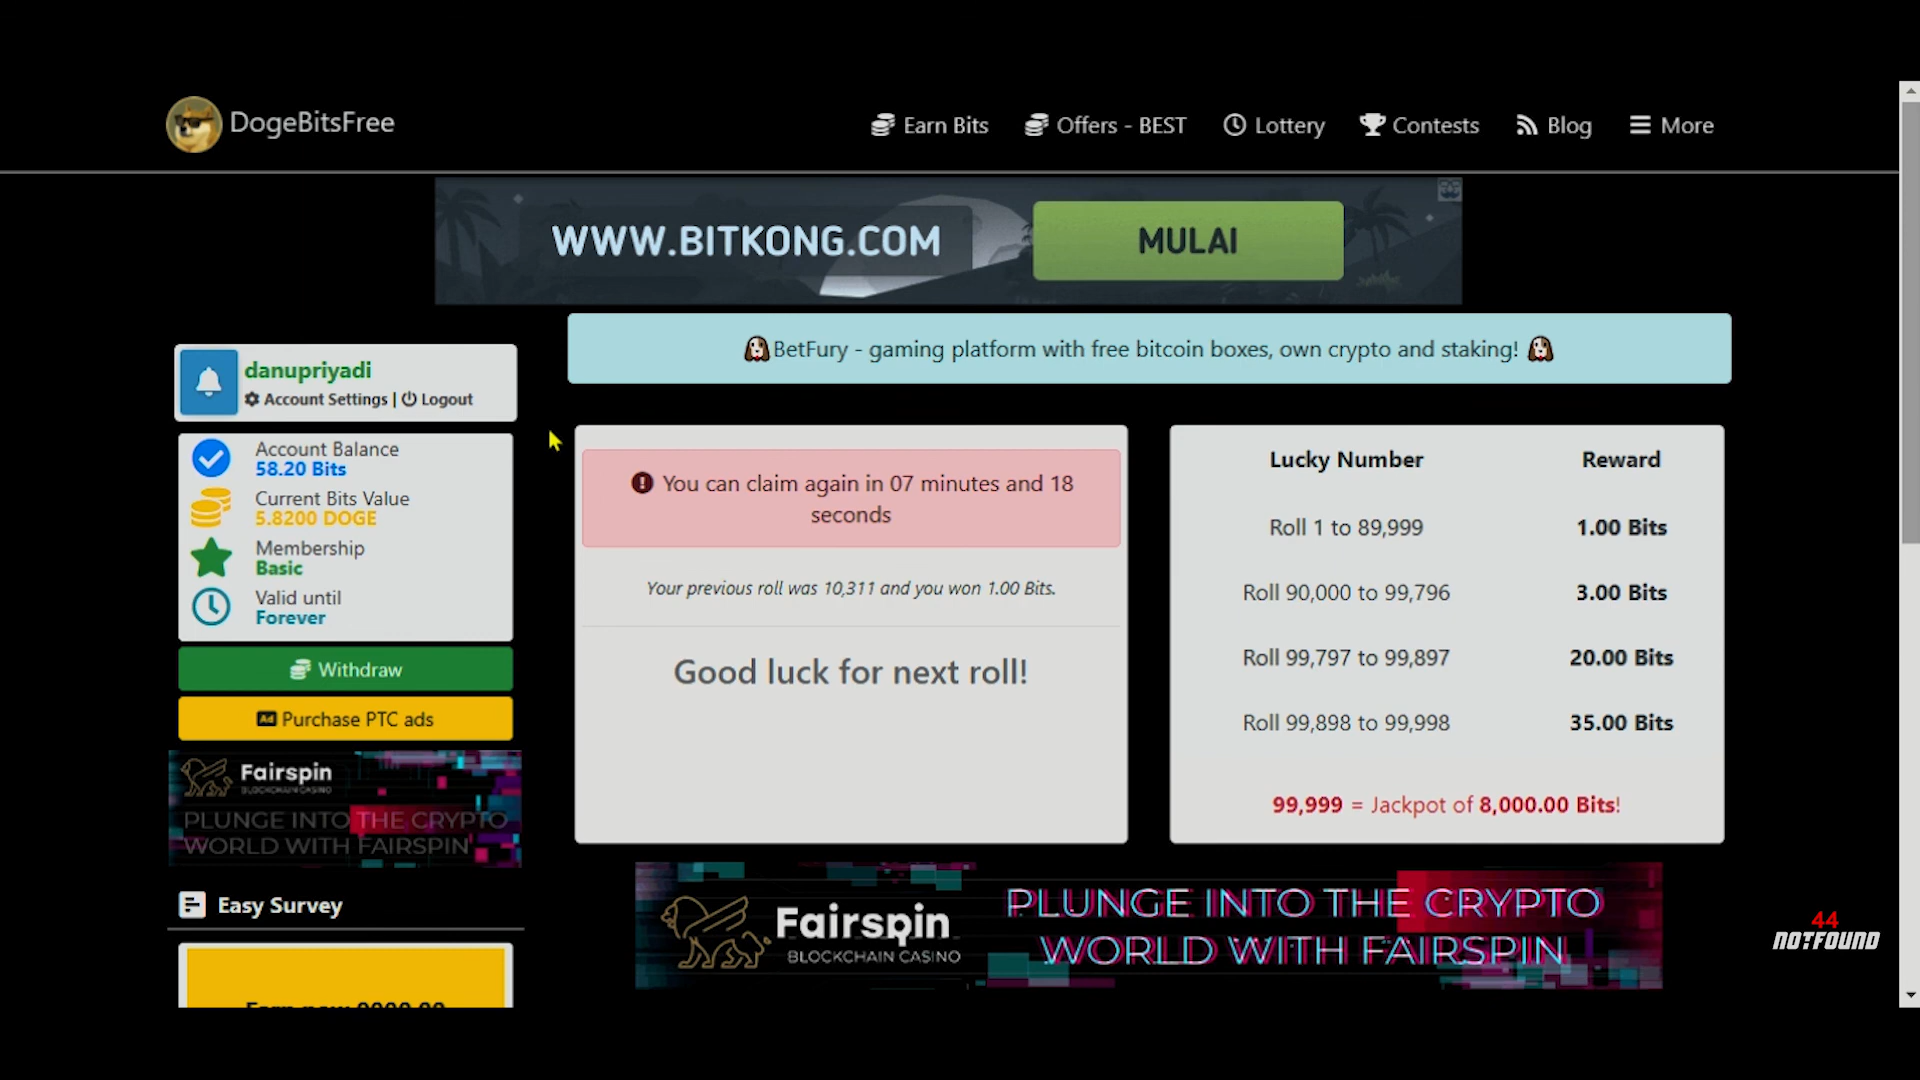 DogeBitsFree
Earn Bits
Offers - BEST
Lottery
Contests
Blog
More
WWW.BITKONG.COM
MULAI
BetFury - gaming platform with free bitcoin boxes, own crypto and staking!
danupriyadi
Account Settings | Logout
Account Balance
58.20 Bits
Current Bits Value
5.8200 DOGE
Membership
Basic
Valid until
Forever
Withdraw
Ad Purchase PTC ads
Fairspin
BLOCKCHAIN CASINO
PLUNGE INTO THE CRYPTO
WORLD WITH FAIRSPIN
Easy Survey
You can claim again in 07 minutes and 18
seconds
Your previous roll was 10,311 and you won 1.00 Bits.
Good luck for next roll!
Lucky Number Reward
Roll 1 to 89,999 1.00 Bits
Roll 90,000 to 99,796 3.00 Bits
Roll 99,797 to 99,897 20.00 Bits
Roll 99,898 to 99,998 35.00 Bits
99,999 = Jackpot of 8,000.00 Bits!
Fairspin
BLOCKCHAIN CASINO
PLUNGE INTO THE CRYPTO
WORLD WITH FAIRSPIN
44
NOTFOUND